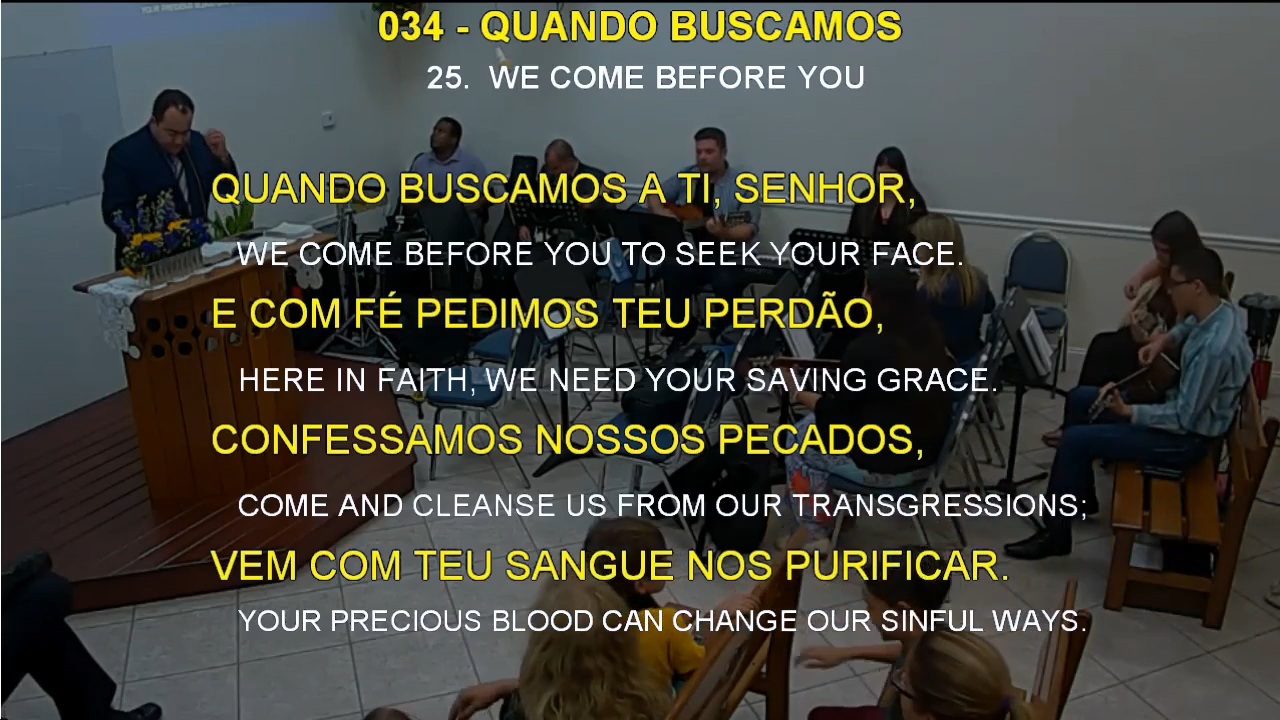 034 - QUANDO BUSCAMOS
25. WE COME BEFORE YOU
QUANDO BUSCAMOS A TI, SENHOR,
WE COME BEFORE YOU TO SEEK YOUR FACE.
E COM FÉ PEDIMOS TEU PERDÃO,
HERE IN FAITH, WE NEED YOUR SAVING GRACE.
CONFESSAMOS NOSSOS PECADOS,
COME AND CLEANSE US FROM OUR TRANSGRESSIONS;
VEM COM TEU SANGUE NOS PURIFICAR.
YOUR PRECIOUS BLOOD CAN CHANGE OUR SINFUL WAYS.